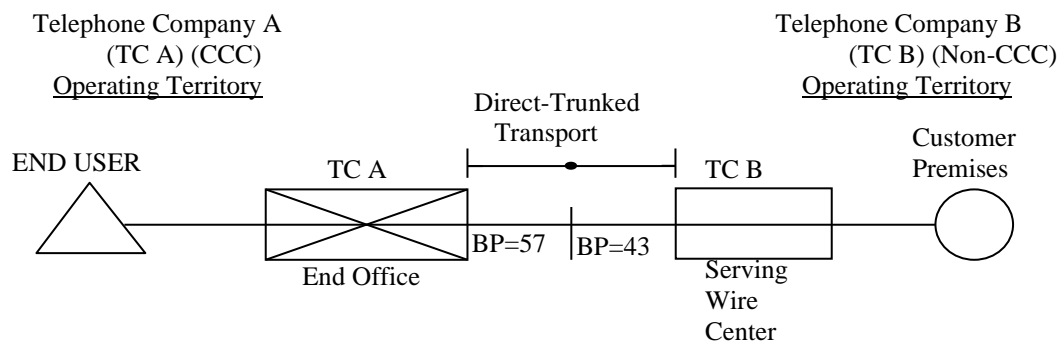 Telephone Company A
(TC A) (CCC)
Operating Territory
Telephone Company B
(TC B) (Non-CCC)
Operating Territory
Direct-Trunked
Transport
END USER
TC A
TC B
Customer
Premises
BP=57
BP=43
End Office
Serving
Wire
Center